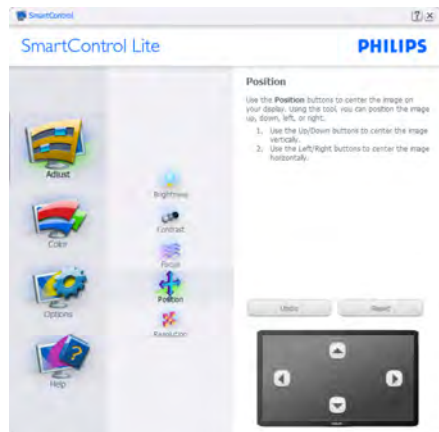 SmartControl
SmartControl Lite
PHILIPS
Position
Use the Position buttons to center the image on
your display. Using the tool, you can position the image
up, down, left, or right.
1. Use the Up/Down buttons to center the image
vertically.
2. Use the Left/Right buttons to center the image
horizontally.
Adjust
Color
Options
Help
Brightness
Contrast
Focus
Position
Resolution
Undo
Reset